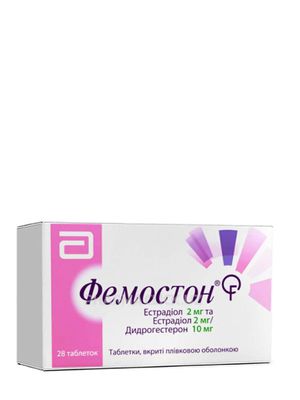 Фемостон®
Естрадіол 2 мг та
Естрадіол 2 мг/
Дидрогестерон 10 мг
28 таблеток
Таблетки, вкриті плівковою оболонкою